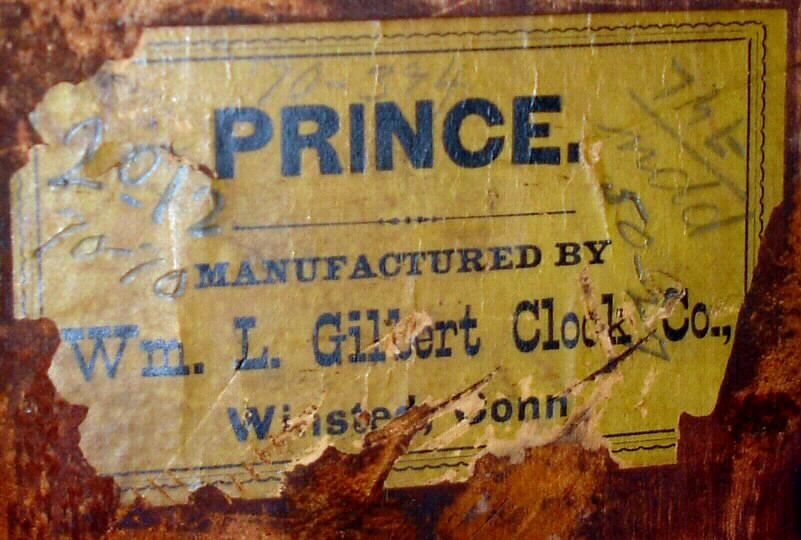 PRINCE.
MANUFACTURED BY
Wm. L. Gilbert Clock Co.,
Winsted, Conn